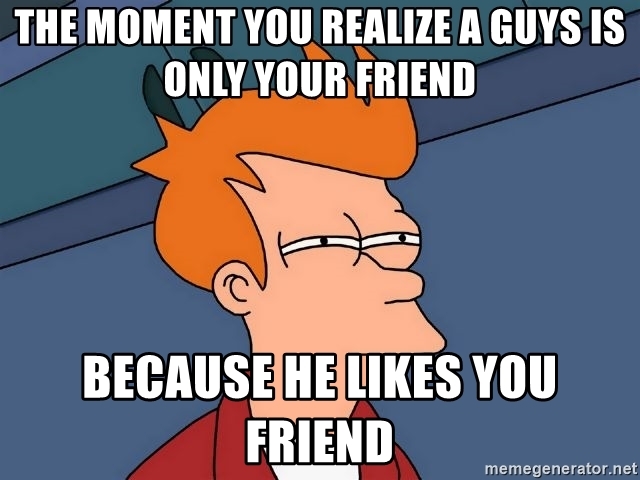 THE MOMENT YOU REALIZE A GUYS IS
ONLY YOUR FRIEND
BECAUSE HE LIKES YOU
FRIEND
memegenerator.net